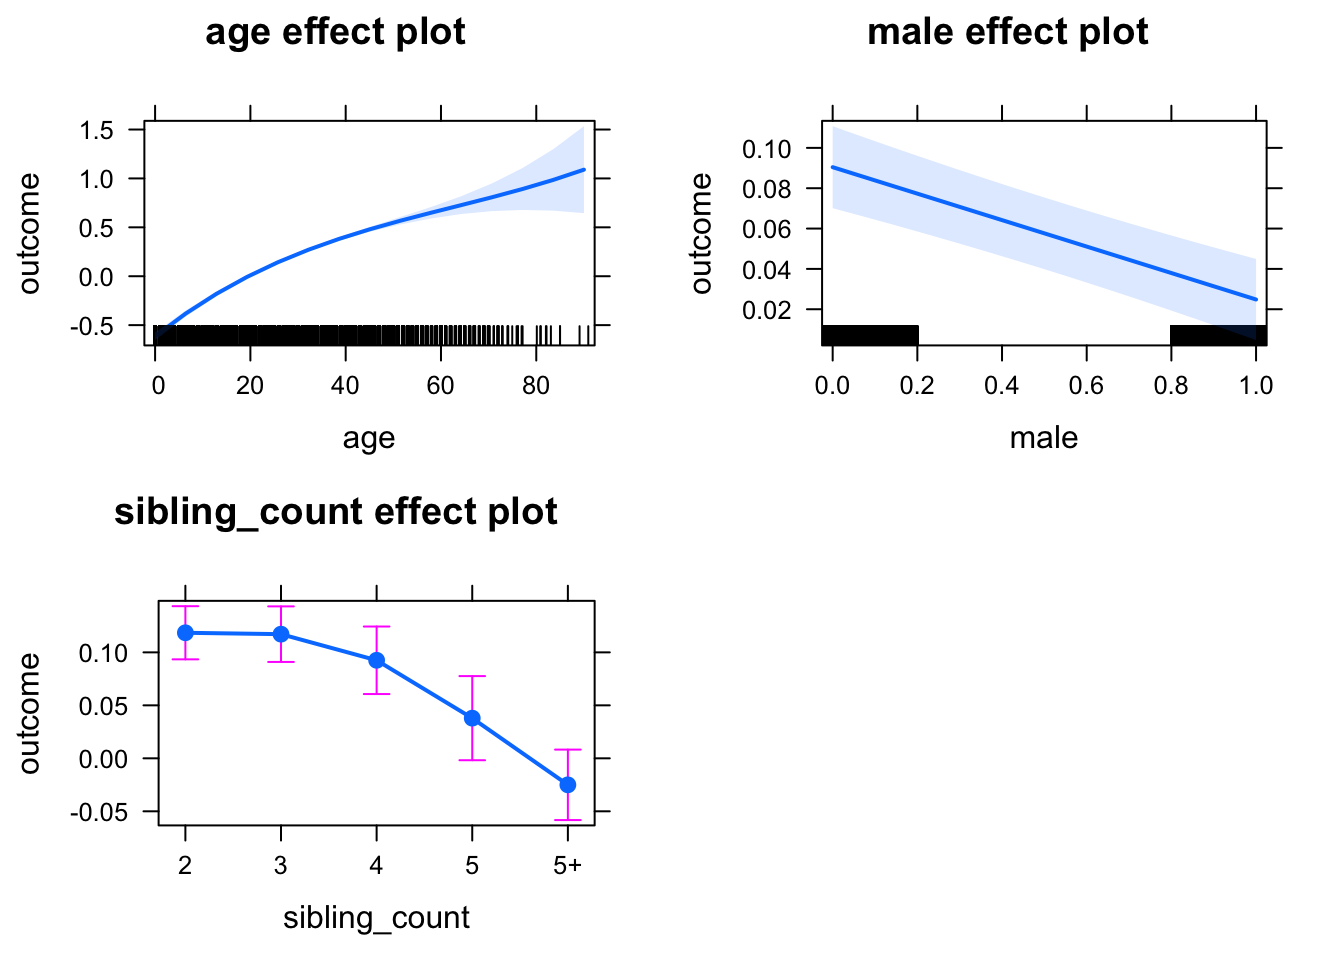 age effect plot
outcome
1.5
1.0
0.5
0.0
-0.5
0 20 40 60 80
age
male effect plot
outcome
0.10
0.08
0.06
0.04
0.02
0.0 0.2 0.4 0.6 0.8 1.0
male
sibling_count effect plot
outcome
0.10
0.05
0.00
-0.05
2 3 4 5 5+
sibling_count